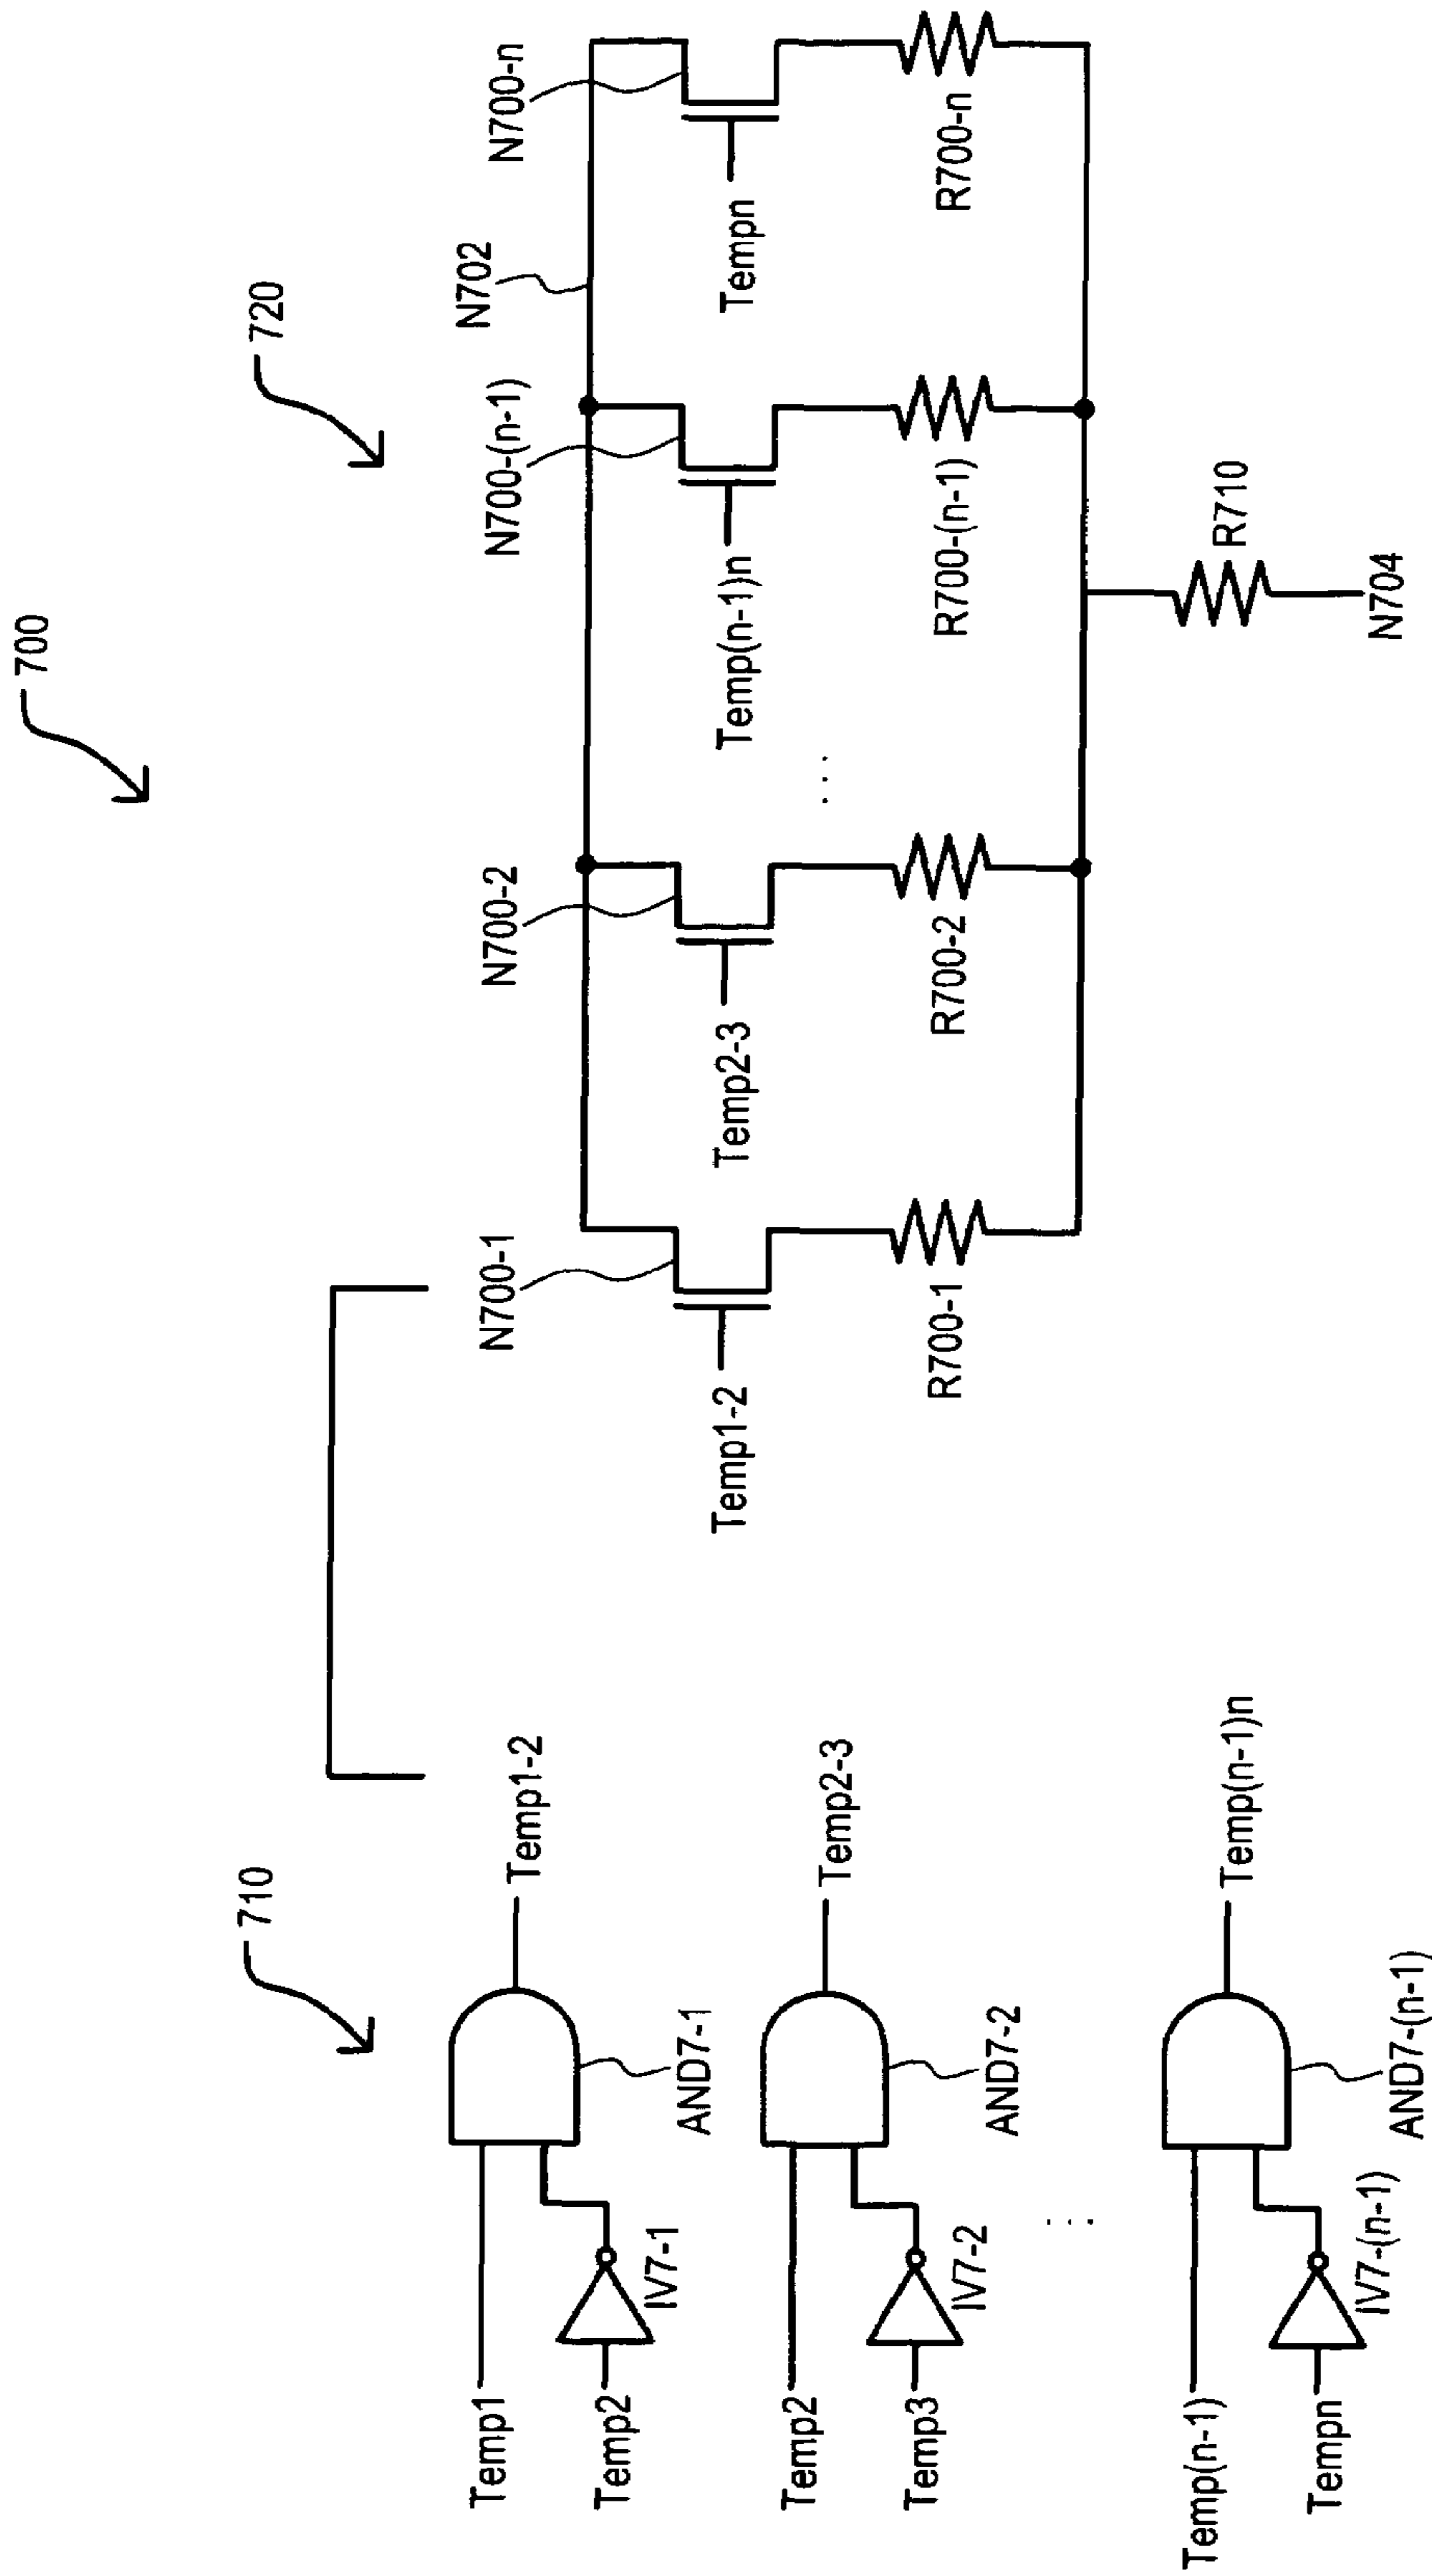 700
710
Temp1
Temp2
IV7-1
AND7-1
Temp1-2
Temp2
Temp3
IV7-2
AND7-2
Temp2-3
...
Temp(n-1)
Tempn
IV7-(n-1)
AND7-(n-1)
Temp(n-1)n
720
N702
N700-1
Temp1-2
R700-1
N700-2
Temp2-3
R700-2
...
N700-(n-1)
Temp(n-1)n
R700-(n-1)
N700-n
Tempn
R700-n
R710
N704